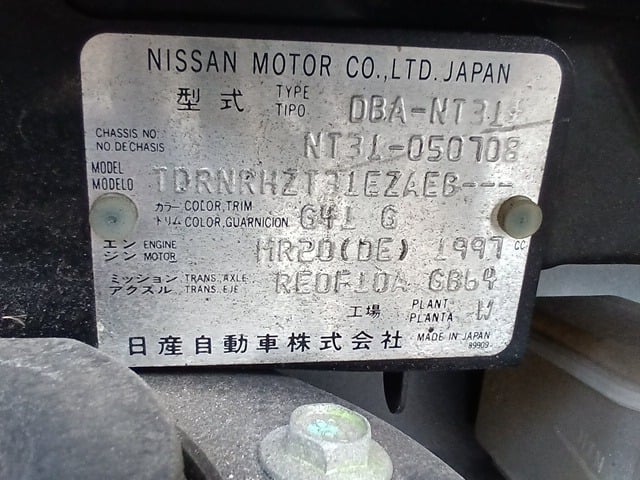 NISSAN MOTOR CO.,LTD. JAPAN
型式 TYPE TIPO DBA-NT31
CHASSIS NO. NO. DE CHASIS NT31-050708
MODEL MODELO TDRNRHZT31EZAEB---
カラー COLOR,TRIM トリム COLOR,GUARNICION G41 G
エンジン ENGINE MOTOR MR20(DE) 1997 CC
ミッション TRANS.,AXLE アクスル TRANS.,EJE RE0F10A GB64
工場 PLANT PLANTA W
日産自動車株式会社 MADE IN JAPAN
89909